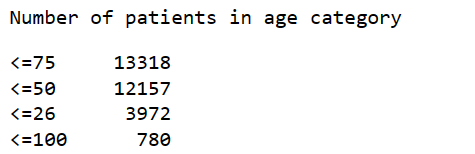 Number of patients in age category
<=75 13318
<=50 12157
<=26 3972
<=100 780